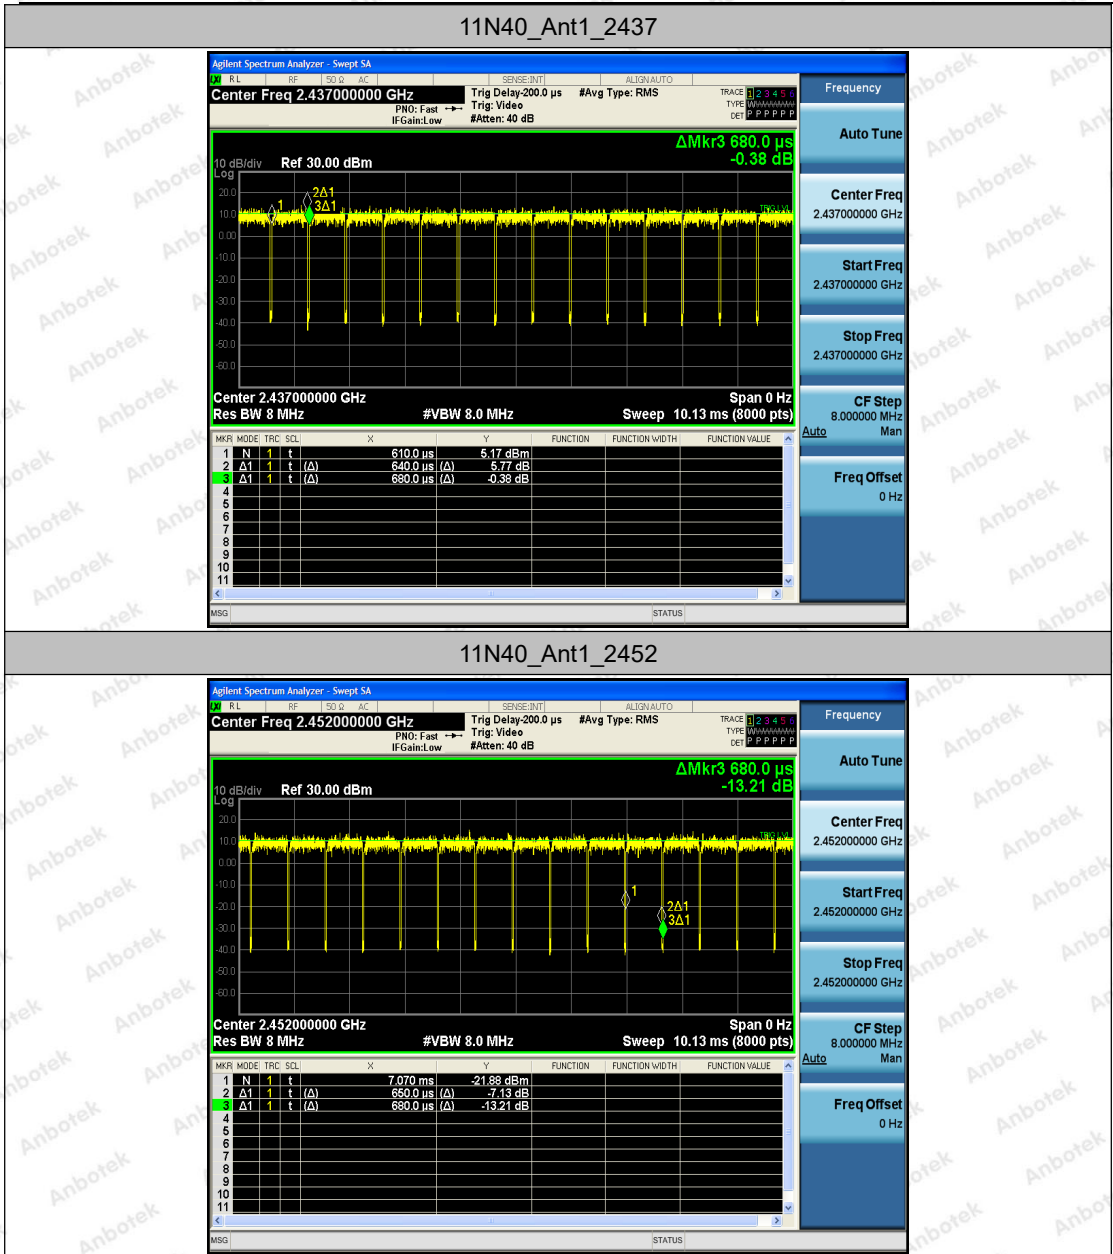 11N40_Ant1_2437
Agilent Spectrum Analyzer - Swept SA
LXI RL RF 50 Ω AC SENSE:INT ALIGNAUTO
Center Freq 2.437000000 GHz
PNO: Fast
IFGain:Low
Trig Delay-200.0 µs
Trig: Video
#Atten: 40 dB
#Avg Type: RMS
TRACE 1 2 3 4 5 6
TYPE WWWWWW
DET P P P P P P
ΔMkr3 680.0 µs
-0.38 dB
10 dB/div Ref 30.00 dBm
Log
20.0
10.0
0.00
-10.0
-20.0
-30.0
-40.0
-50.0
-60.0
1
2Δ1
3Δ1
TRIG LVL
Center 2.437000000 GHz Span 0 Hz
Res BW 8 MHz #VBW 8.0 MHz Sweep 10.13 ms (8000 pts)
MKR MODE TRC SCL X Y FUNCTION FUNCTION WIDTH FUNCTION VALUE
1 N 1 t 610.0 µs 5.17 dBm
2 Δ1 1 t (Δ) 640.0 µs (Δ) 5.77 dB
3 Δ1 1 t (Δ) 680.0 µs (Δ) -0.38 dB
4
5
6
7
8
9
10
11
MSG STATUS
Frequency
Auto Tune
Center Freq
2.437000000 GHz
Start Freq
2.437000000 GHz
Stop Freq
2.437000000 GHz
CF Step
8.000000 MHz
Auto Man
Freq Offset
0 Hz
11N40_Ant1_2452
Agilent Spectrum Analyzer - Swept SA
LXI RL RF 50 Ω AC SENSE:INT ALIGNAUTO
Center Freq 2.452000000 GHz
PNO: Fast
IFGain:Low
Trig Delay-200.0 µs
Trig: Video
#Atten: 40 dB
#Avg Type: RMS
TRACE 1 2 3 4 5 6
TYPE WWWWWW
DET P P P P P P
ΔMkr3 680.0 µs
-13.21 dB
10 dB/div Ref 30.00 dBm
Log
20.0
10.0
0.00
-10.0
-20.0
-30.0
-40.0
-50.0
-60.0
TRIG LVL
1
2Δ1
3Δ1
Center 2.452000000 GHz Span 0 Hz
Res BW 8 MHz #VBW 8.0 MHz Sweep 10.13 ms (8000 pts)
MKR MODE TRC SCL X Y FUNCTION FUNCTION WIDTH FUNCTION VALUE
1 N 1 t 7.070 ms -21.88 dBm
2 Δ1 1 t (Δ) 650.0 µs (Δ) -7.13 dB
3 Δ1 1 t (Δ) 680.0 µs (Δ) -13.21 dB
4
5
6
7
8
9
10
11
MSG STATUS
Frequency
Auto Tune
Center Freq
2.452000000 GHz
Start Freq
2.452000000 GHz
Stop Freq
2.452000000 GHz
CF Step
8.000000 MHz
Auto Man
Freq Offset
0 Hz
Anbotek